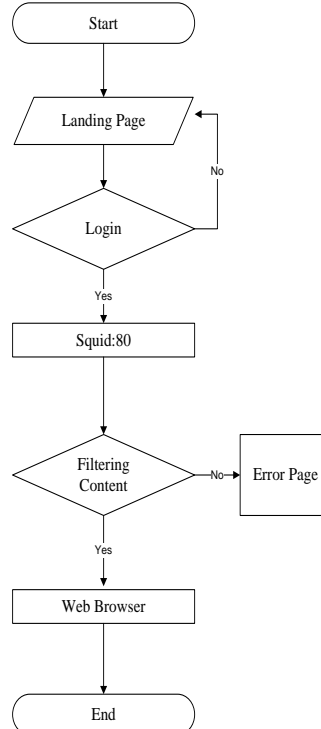 Start
Landing Page
No
Login
Yes
Squid:80
Filtering
Content
No
Error Page
Yes
Web Browser
End